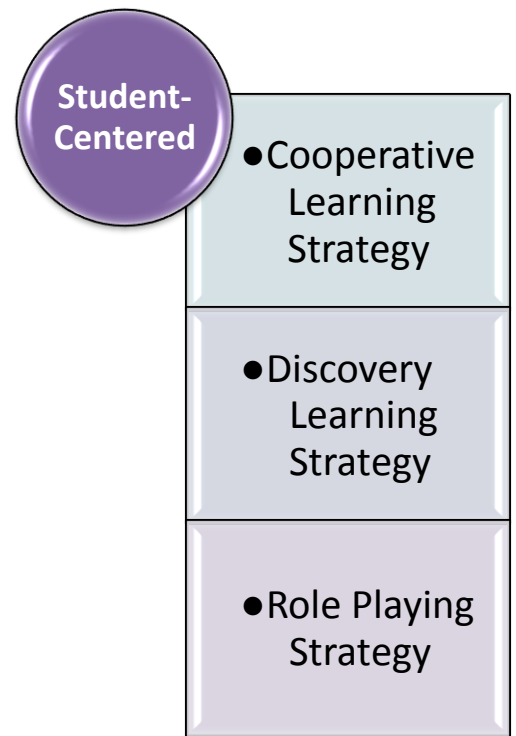 Student-
Centered
●Cooperative
Learning
Strategy
●Discovery
Learning
Strategy
●Role Playing
Strategy